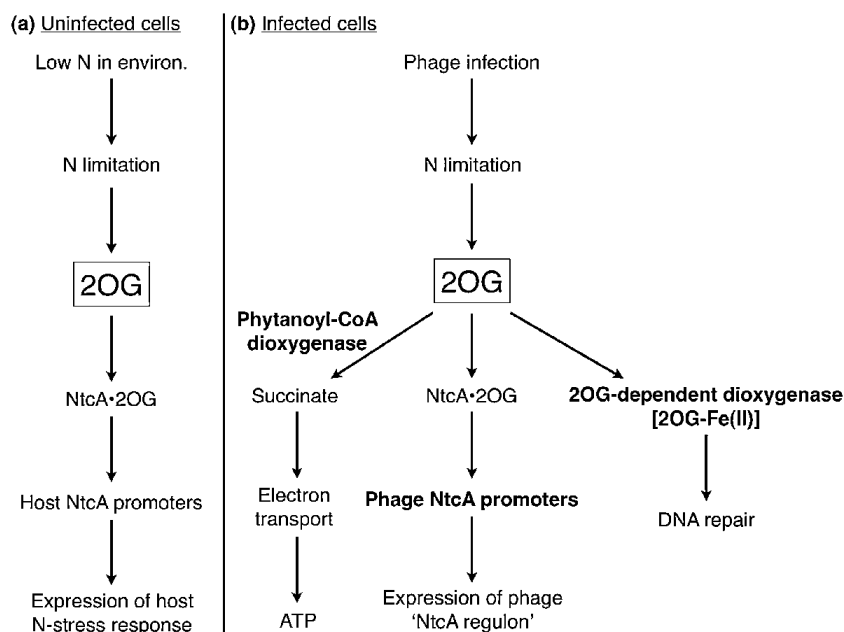 (a) Uninfected cells
Low N in environ.
N limitation
2OG
NtcA•2OG
Host NtcA promoters
Expression of host
N-stress response
(b) Infected cells
Phage infection
N limitation
2OG
Phytanoyl-CoA
dioxygenase
Succinate
Electron
transport
ATP
NtcA•2OG
Phage NtcA promoters
Expression of phage
‘NtcA regulon’
2OG-dependent dioxygenase
[2OG-Fe(II)]
DNA repair